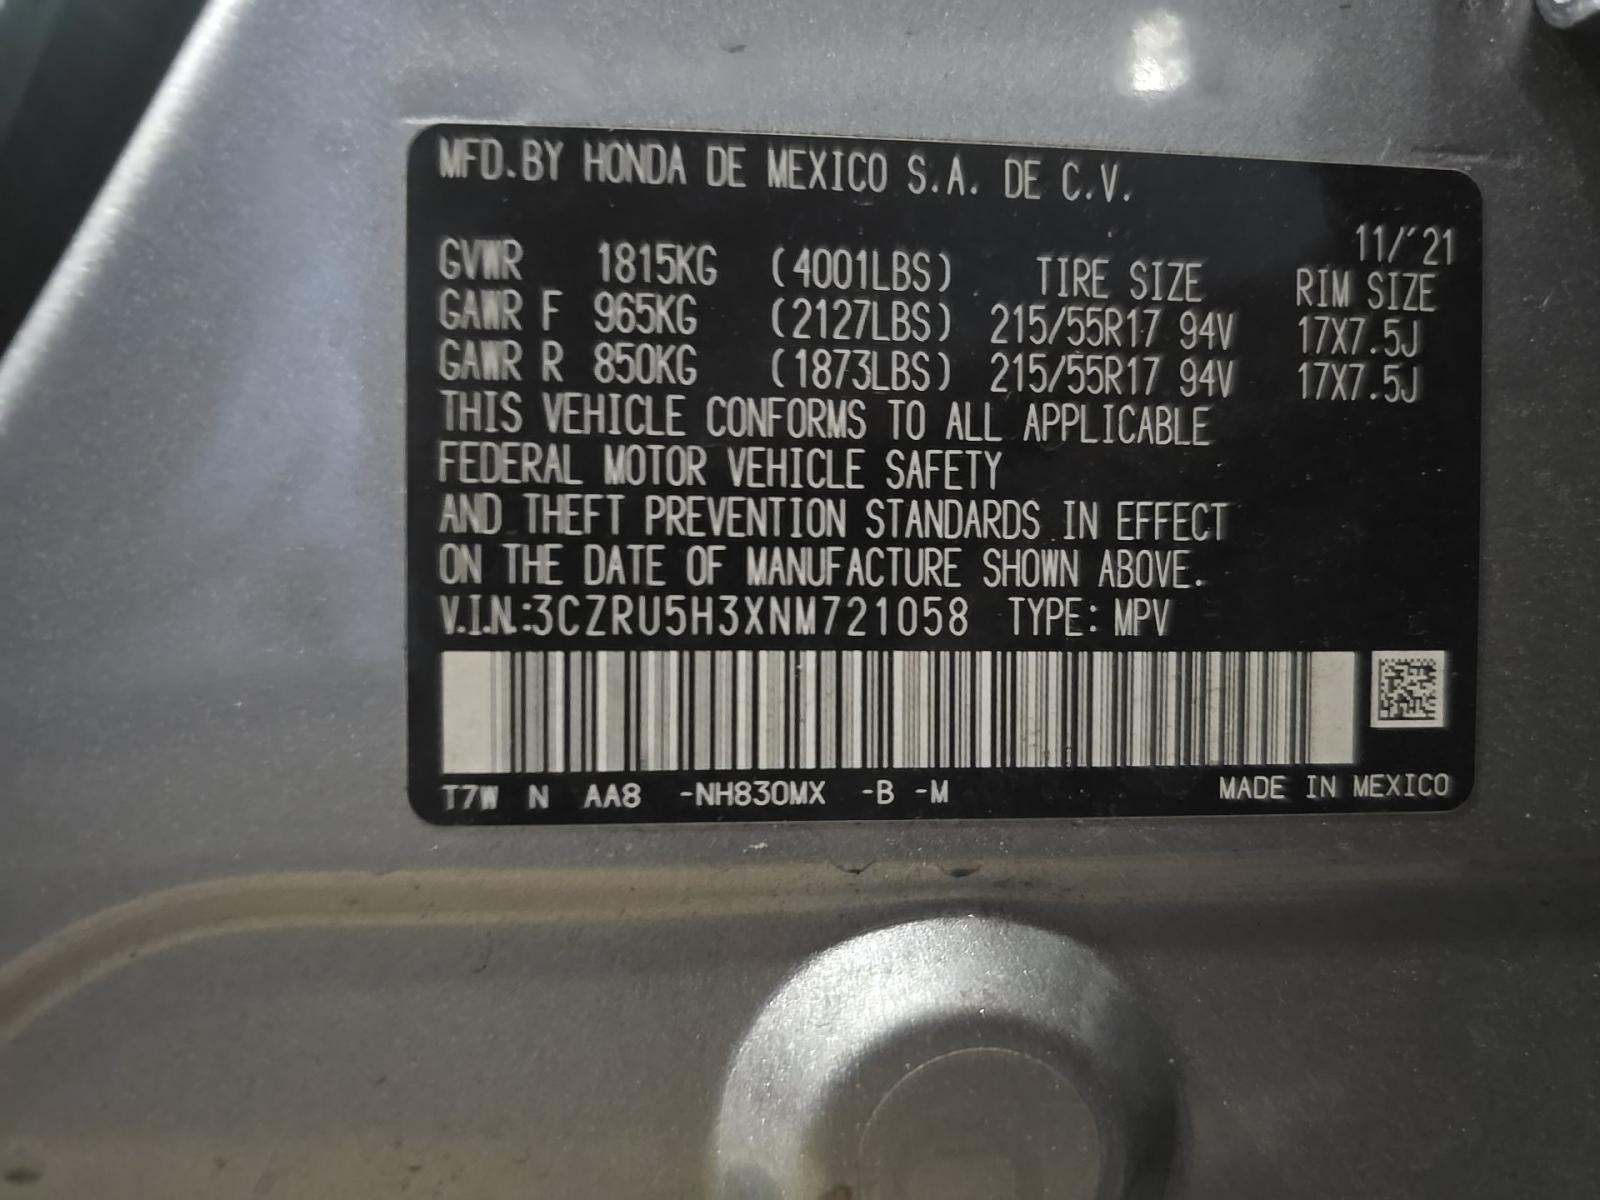 MFD.BY HONDA DE MEXICO S.A. DE C.V.
11/'21
GVWR 1815KG (4001LBS) TIRE SIZE RIM SIZE
GAWR F 965KG (2127LBS) 215/55R17 94V 17X7.5J
GAWR R 850KG (1873LBS) 215/55R17 94V 17X7.5J
THIS VEHICLE CONFORMS TO ALL APPLICABLE
FEDERAL MOTOR VEHICLE SAFETY
AND THEFT PREVENTION STANDARDS IN EFFECT
ON THE DATE OF MANUFACTURE SHOWN ABOVE.
V.I.N.:3CZRU5H3XNM721058 TYPE: MPV
T7W N AA8 -NH830MX -B -M MADE IN MEXICO